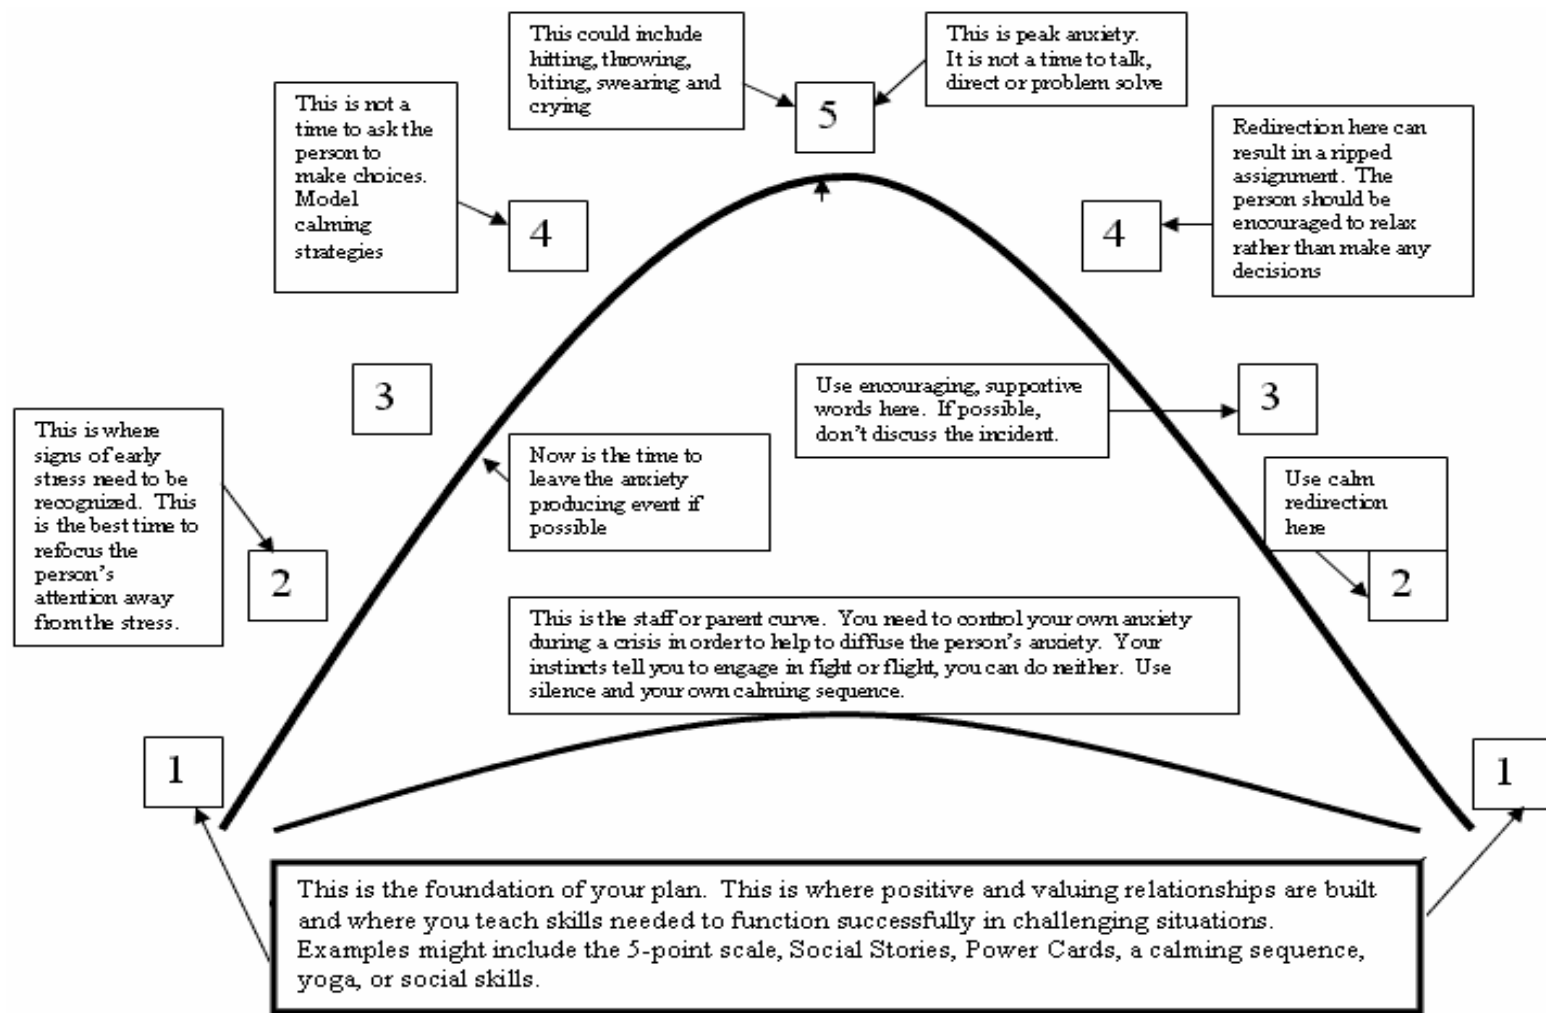 This could include
hitting, throwing,
biting, swearing and
crying
This is peak anxiety.
It is not a time to talk,
direct or problem solve
5
This is not a
time to ask the
person to
make choices.
Model
calming
strategies
4
4
Redirection here can
result in a ripped
assignment. The
person should be
encouraged to relax
rather than make any
decisions
3
Use encouraging, supportive
words here. If possible,
don't discuss the incident.
3
This is where
signs of early
stress need to be
recognized. This
is the best time to
refocus the
person's
attention away
from the stress.
Now is the time to
leave the anxiety
producing event if
possible
Use calm
redirection
here
2
2
This is the staff or parent curve. You need to control your own anxiety
during a crisis in order to help to diffuse the person's anxiety. Your
instincts tell you to engage in fight or flight, you can do neither. Use
silence and your own calming sequence.
1
1
This is the foundation of your plan. This is where positive and valuing relationships are built
and where you teach skills needed to function successfully in challenging situations.
Examples might include the 5-point scale, Social Stories, Power Cards, a calming sequence,
yoga, or social skills.